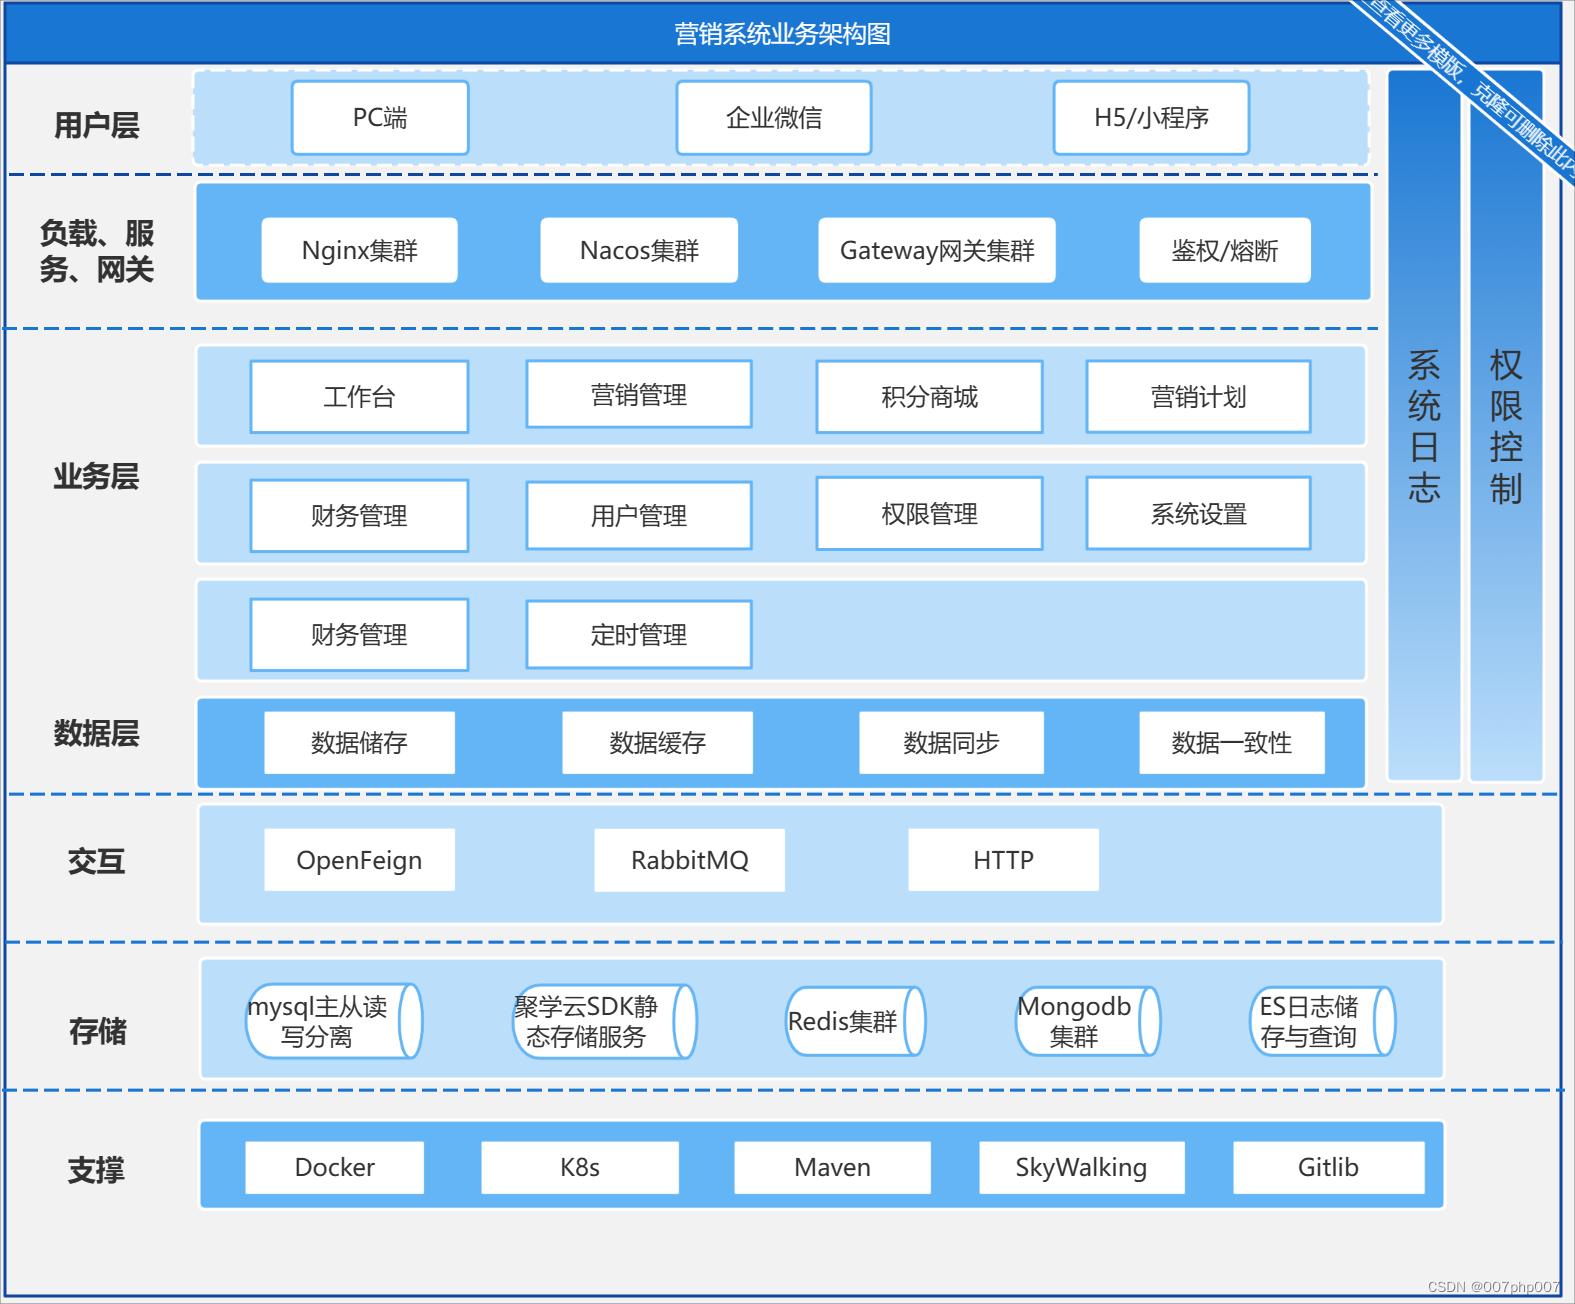 营销系统业务架构图
查看更多模版，克隆可删除此内
用户层
PC端
企业微信
H5/小程序
负载、服
务、网关
Nginx集群
Nacos集群
Gateway网关集群
鉴权/熔断
业务层
工作台
营销管理
积分商城
营销计划
财务管理
用户管理
权限管理
系统设置
财务管理
定时管理
数据层
数据储存
数据缓存
数据同步
数据一致性
系统日志
权限控制
交互
OpenFeign
RabbitMQ
HTTP
存储
mysql主从读
写分离
聚学云SDK静
态存储服务
Redis集群
Mongodb
集群
ES日志储
存与查询
支撑
Docker
K8s
Maven
SkyWalking
Gitlib
CSDN @007php007